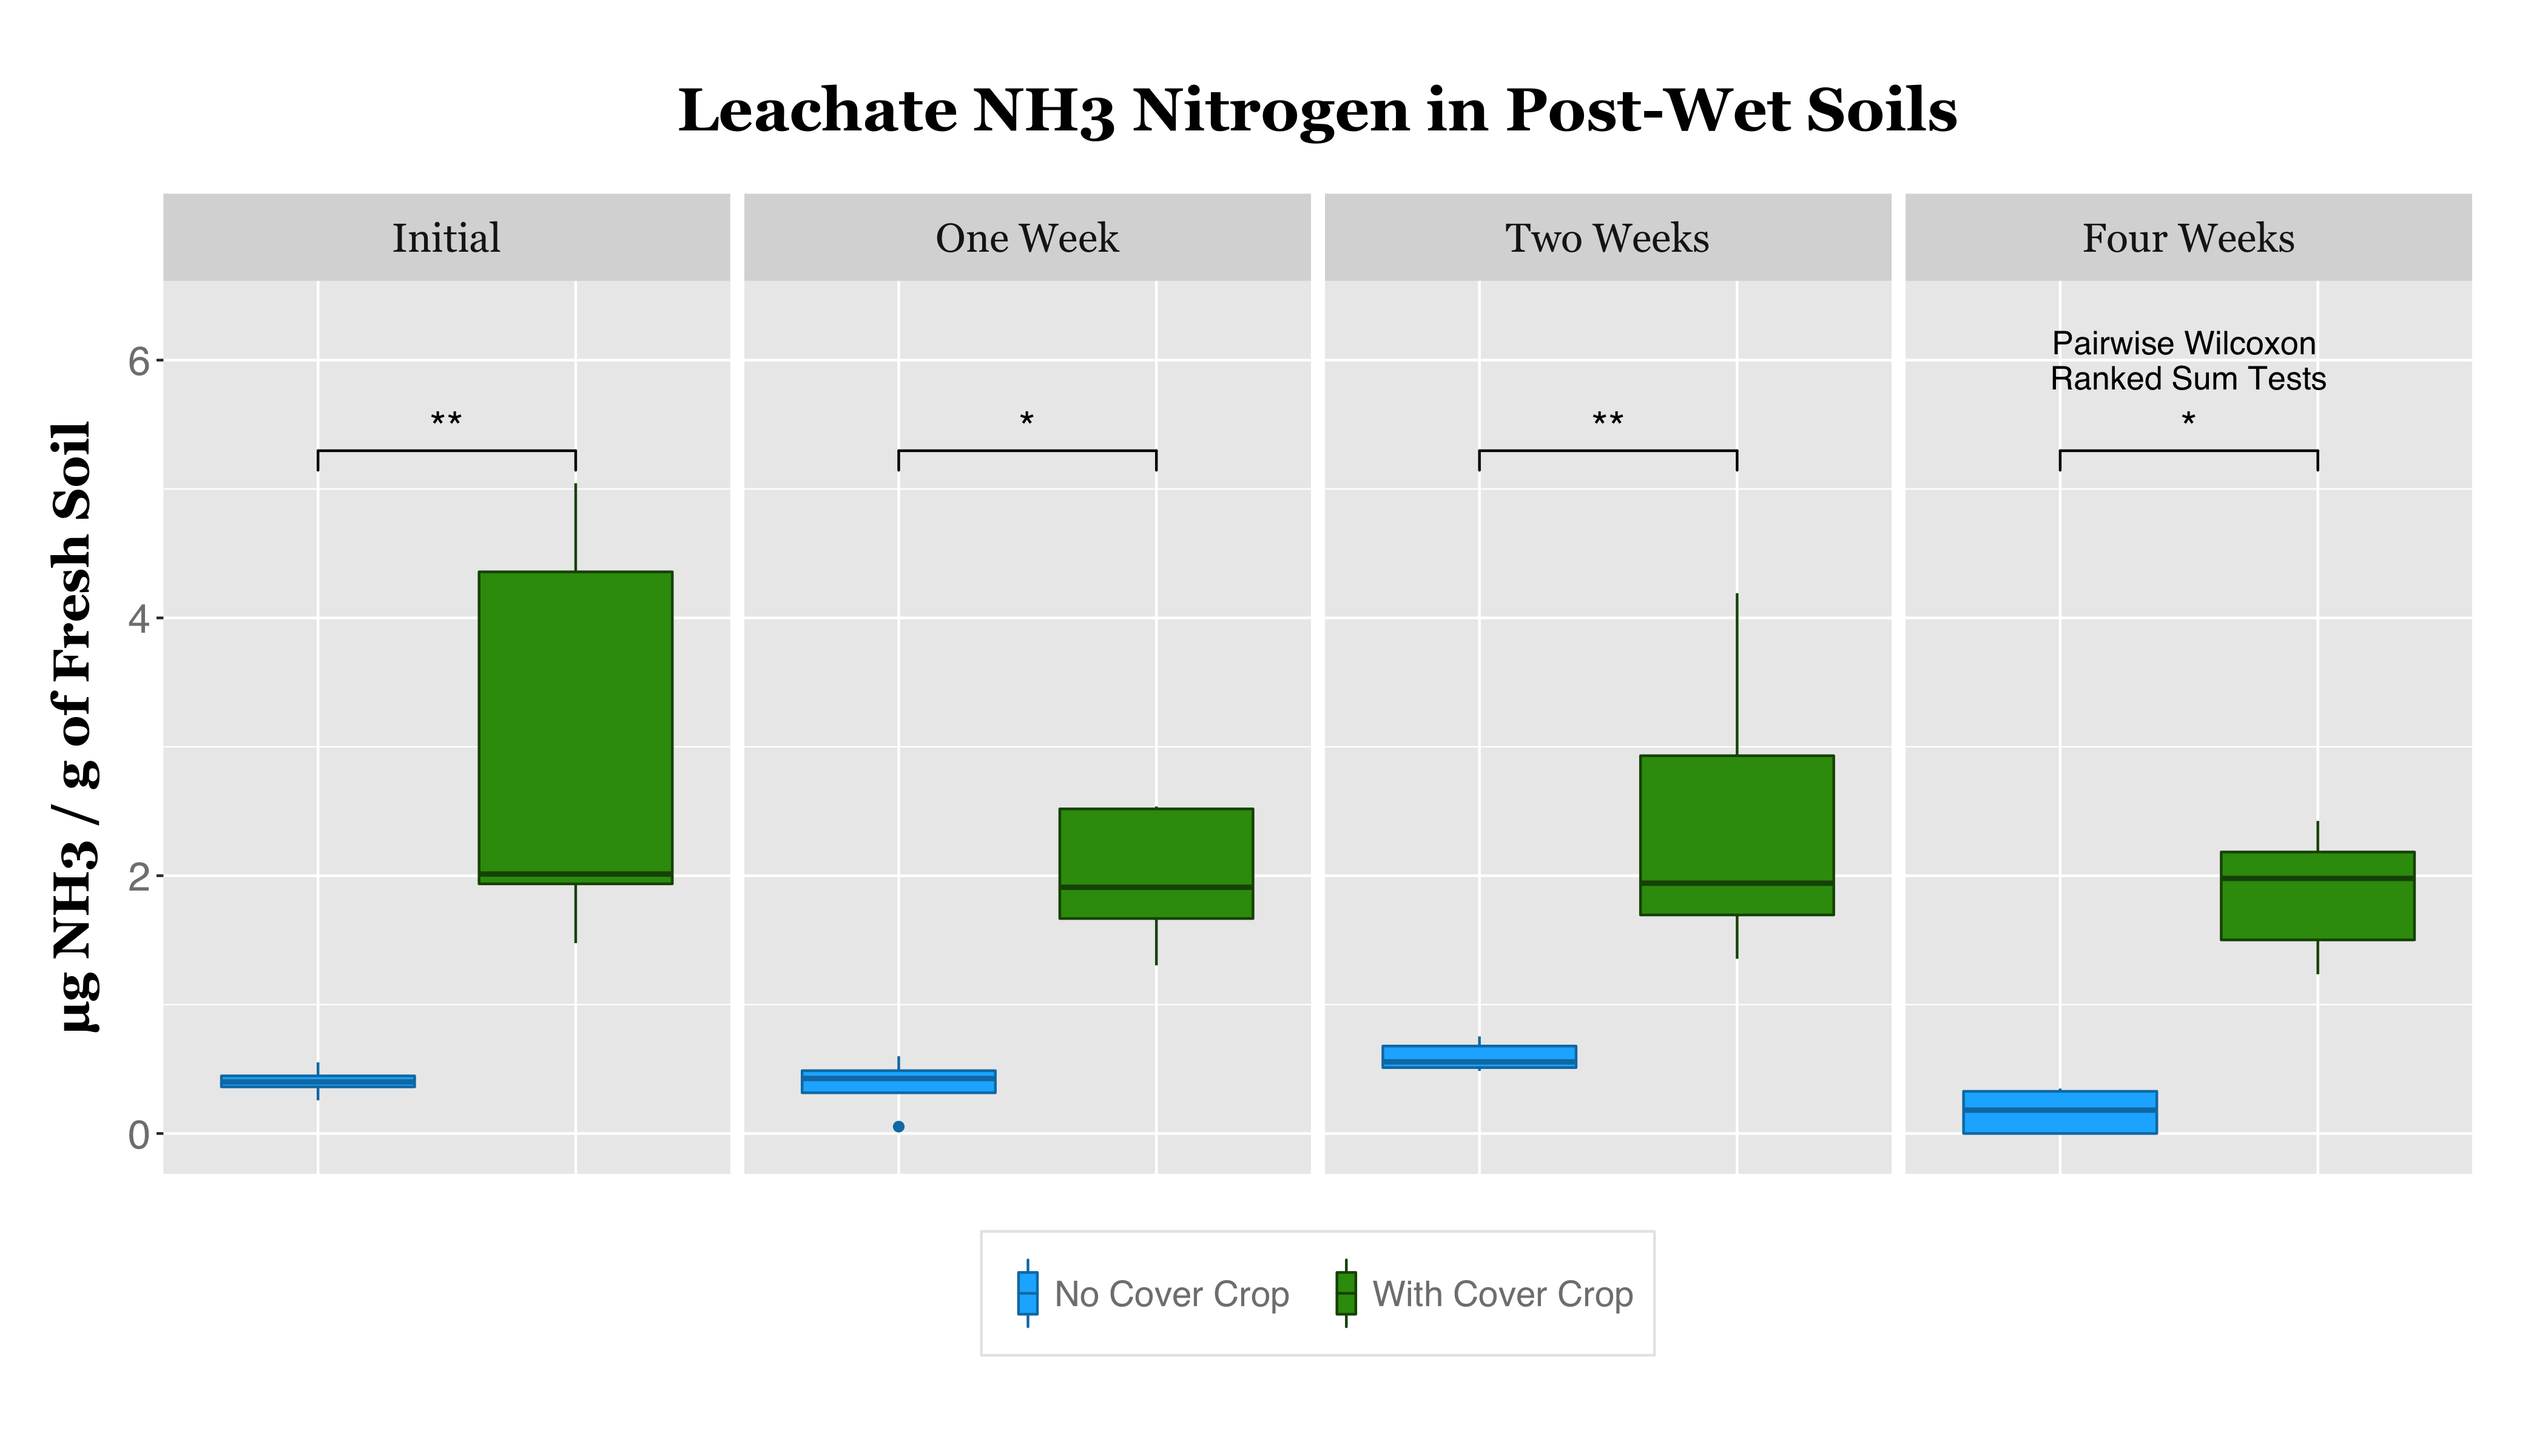 Leachate NH3 Nitrogen in Post-Wet Soils
Initial
One Week
Two Weeks
Four Weeks
µg NH3 / g of Fresh Soil
6
4
2
0
**
*
**
Pairwise Wilcoxon
Ranked Sum Tests
*
No Cover Crop
With Cover Crop